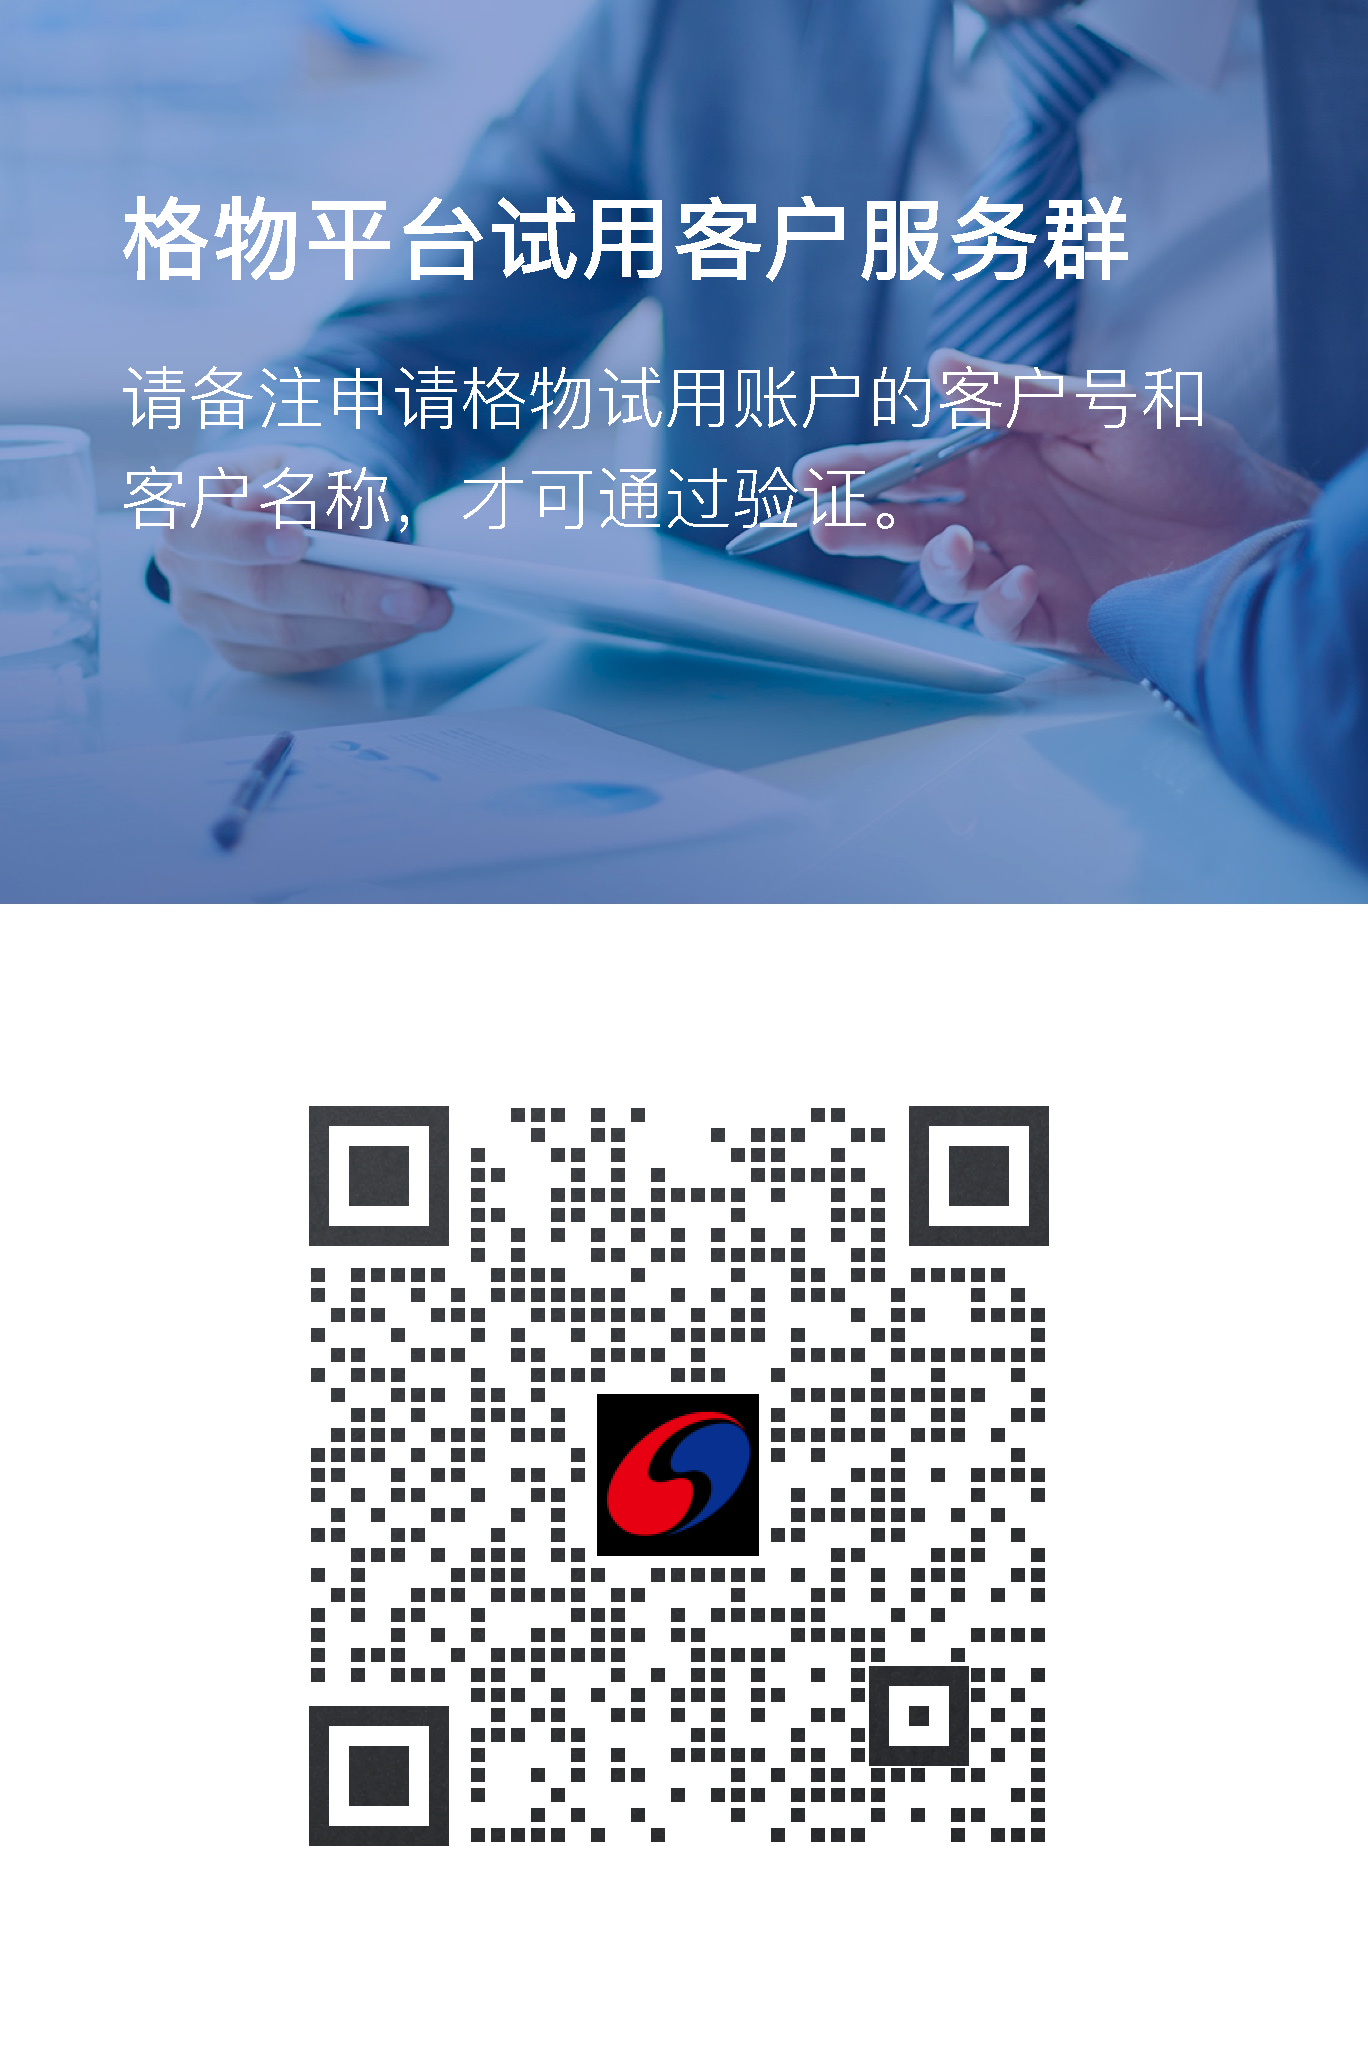 格物平台试用客户服务群
请备注申请格物试用账户的客户号和
客户名称，才可通过验证。